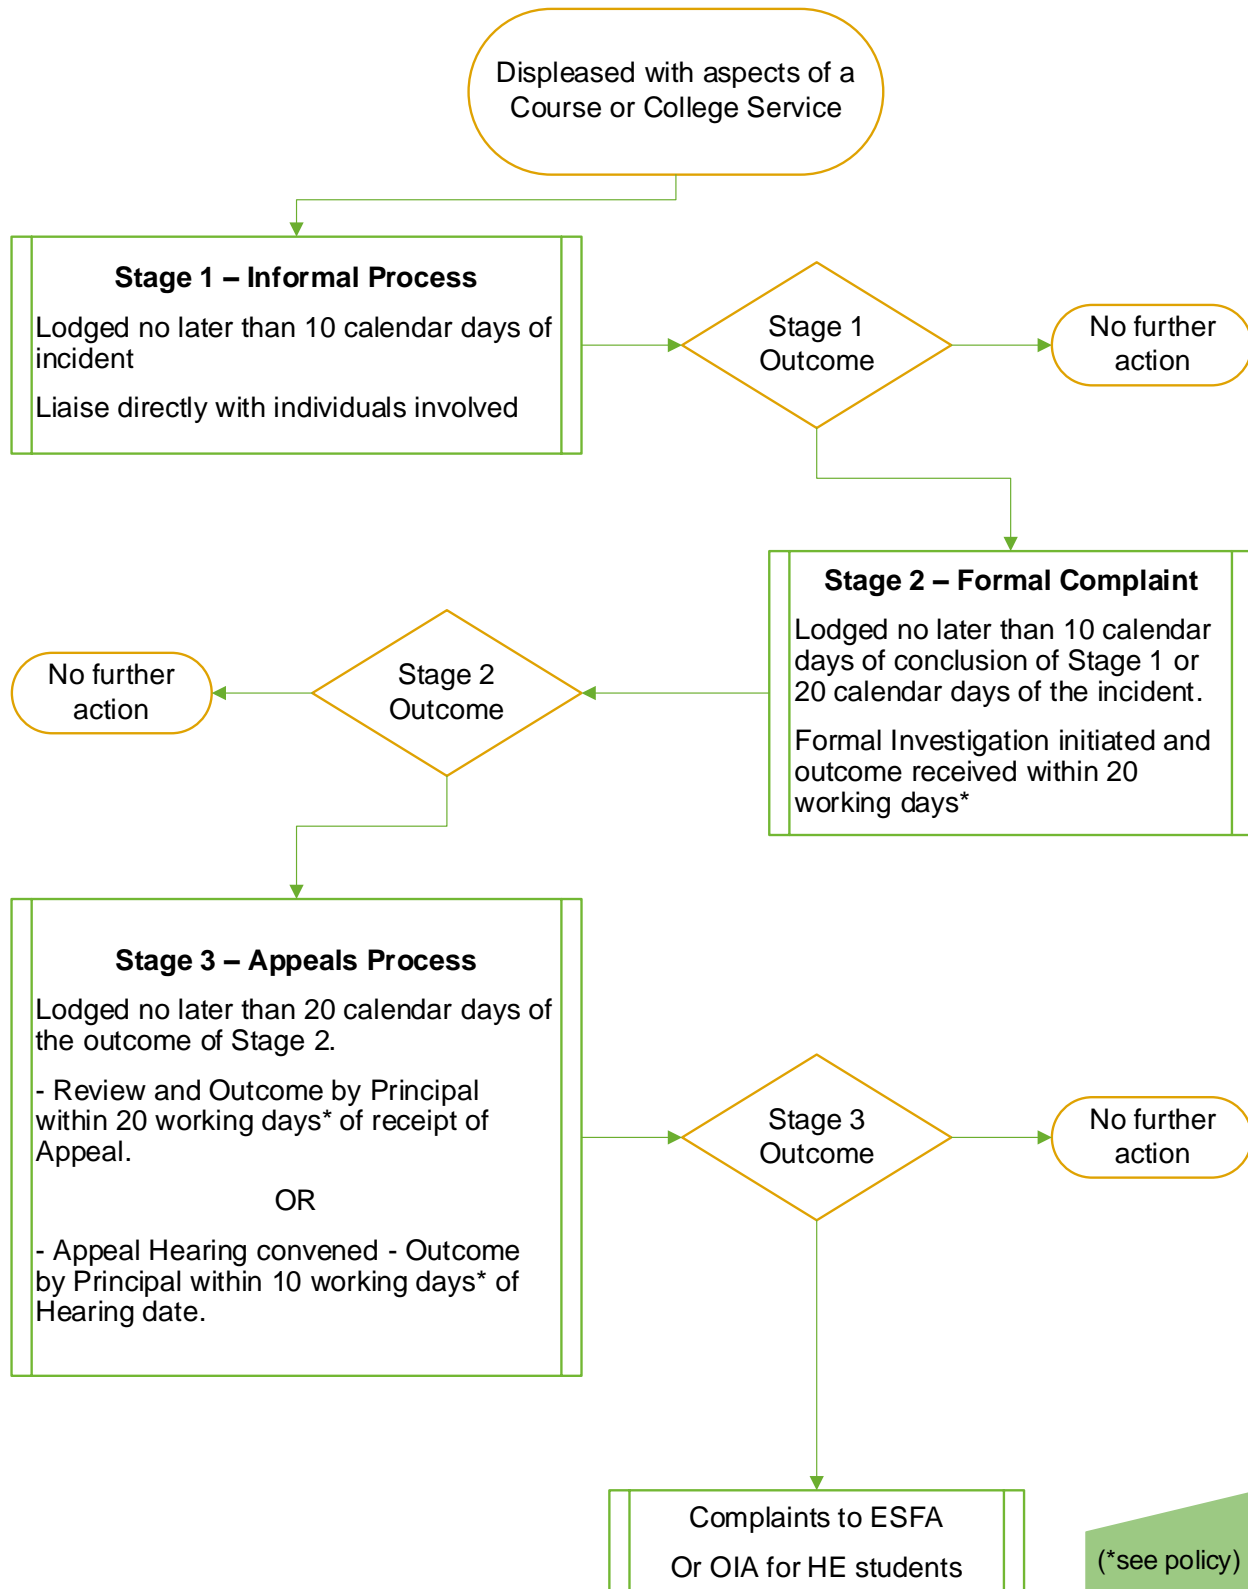 Displeased with aspects of a
Course or College Service
Stage 1 – Informal Process
Lodged no later than 10 calendar days of
incident
Liaise directly with individuals involved
Stage 1
Outcome
No further
action
Stage 2 – Formal Complaint
Lodged no later than 10 calendar
days of conclusion of Stage 1 or
20 calendar days of the incident.
Formal Investigation initiated and
outcome received within 20
working days*
Stage 2
Outcome
No further
action
Stage 3 – Appeals Process
Lodged no later than 20 calendar days of
the outcome of Stage 2.
- Review and Outcome by Principal
within 20 working days* of receipt of
Appeal.
OR
- Appeal Hearing convened - Outcome
by Principal within 10 working days* of
Hearing date.
Stage 3
Outcome
No further
action
Complaints to ESFA
Or OIA for HE students
(*see policy)